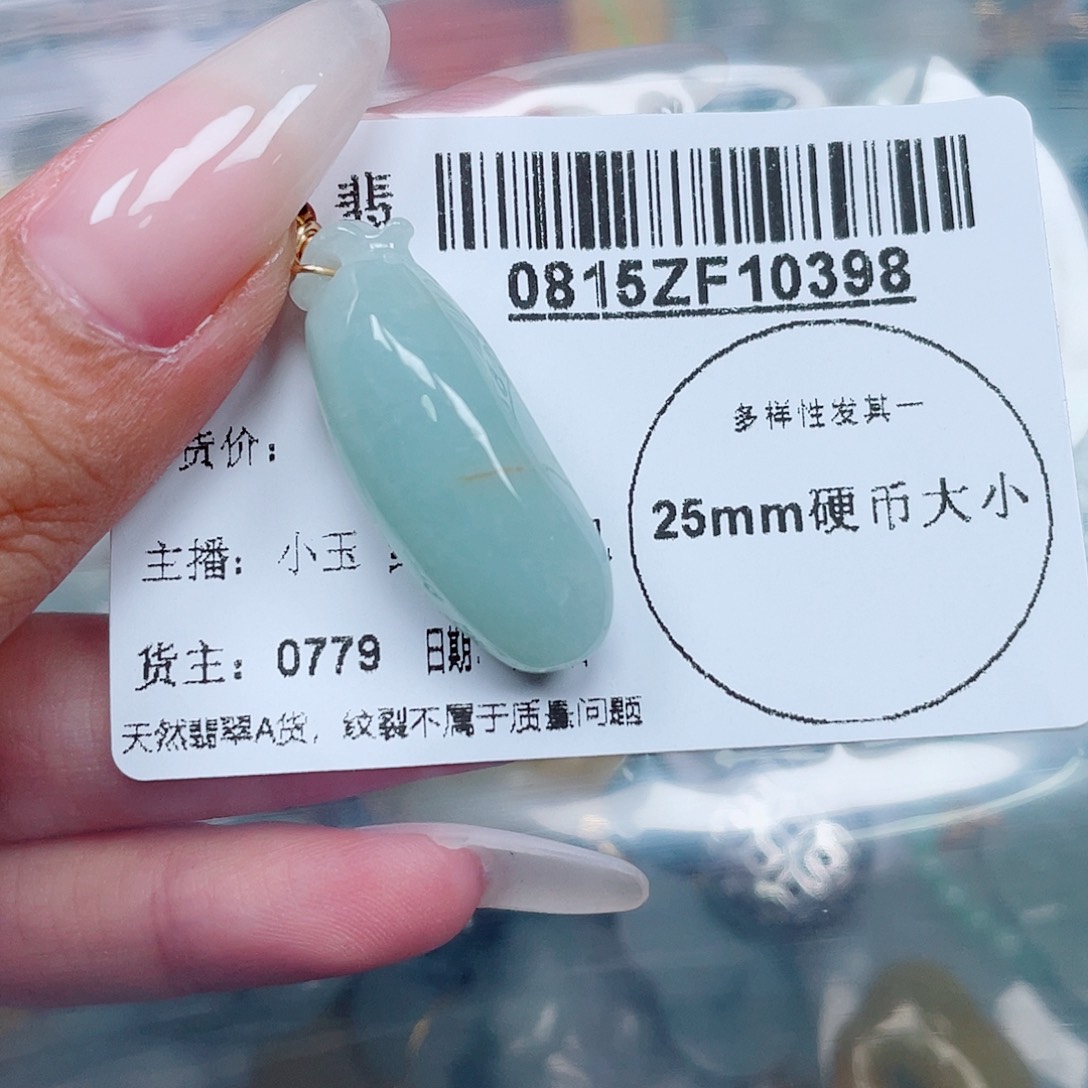 翡
0815ZF10398
多样性发其一
25mm硬币大小
货价：
主播： 小玉
货主： 0779 日期：
天然翡翠A货，纹裂不属于质量问题